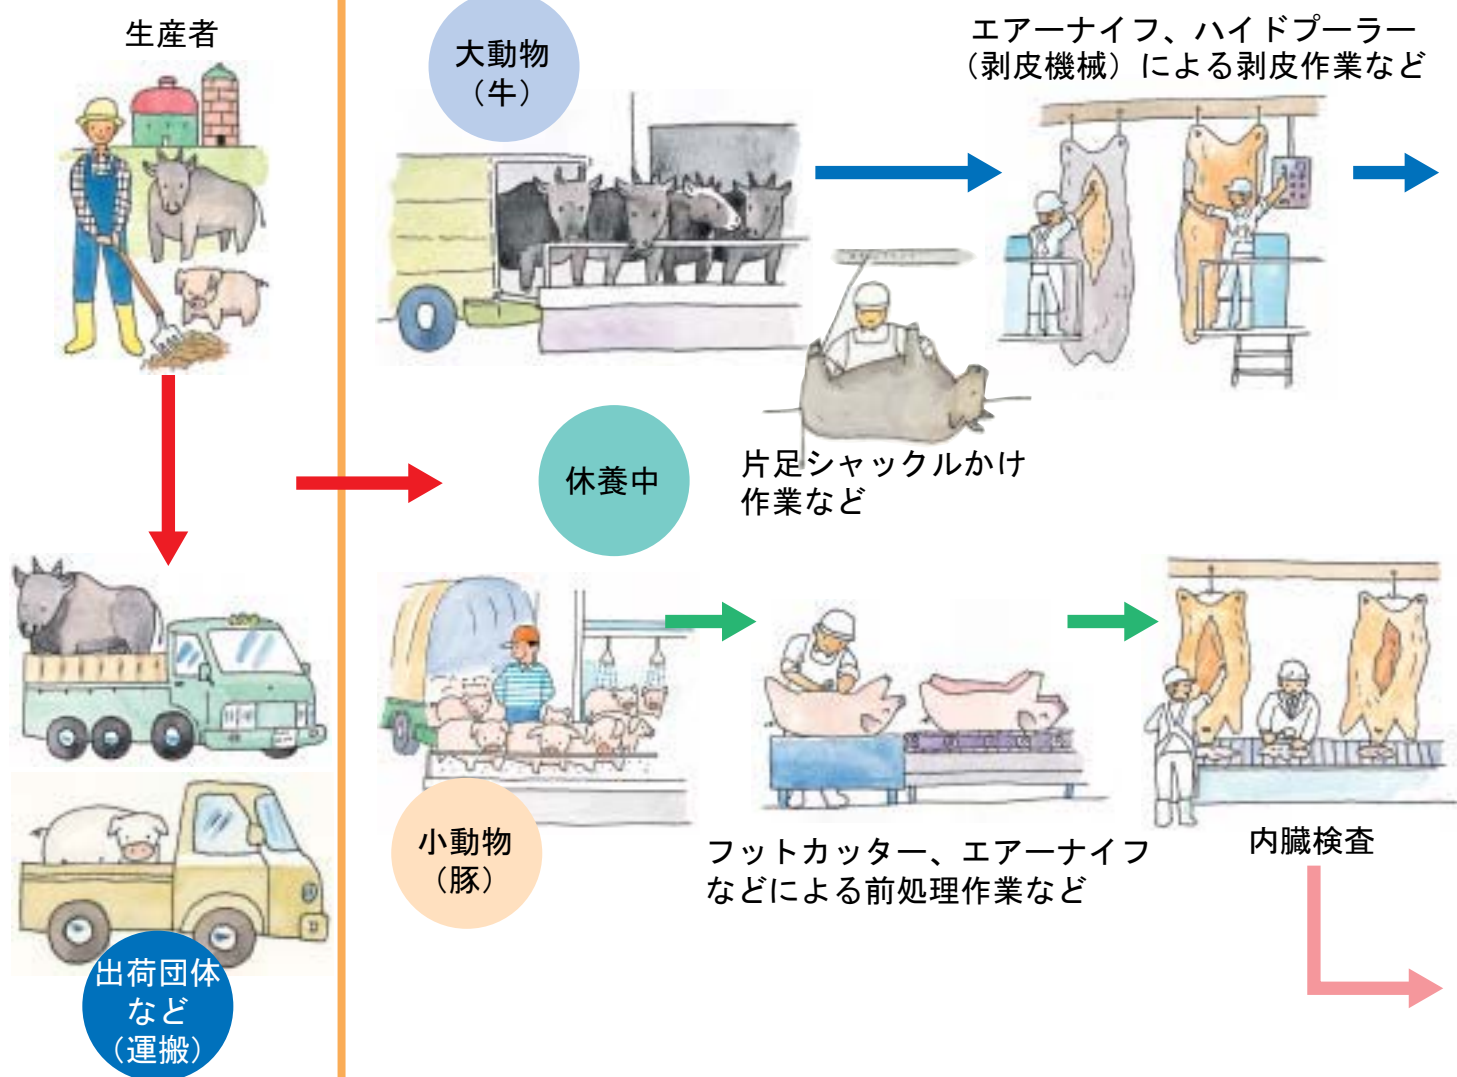 生産者
大動物
（牛）
エアーナイフ、ハイドプーラー
（剥皮機械）による剥皮作業など
休養中
片足シャックルかけ
作業など
小動物
（豚）
フットカッター、エアーナイフ
などによる前処理作業など
内臓検査
出荷団体
など
（運搬）